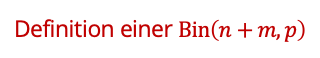 Definition einer Bin(n + m, p)